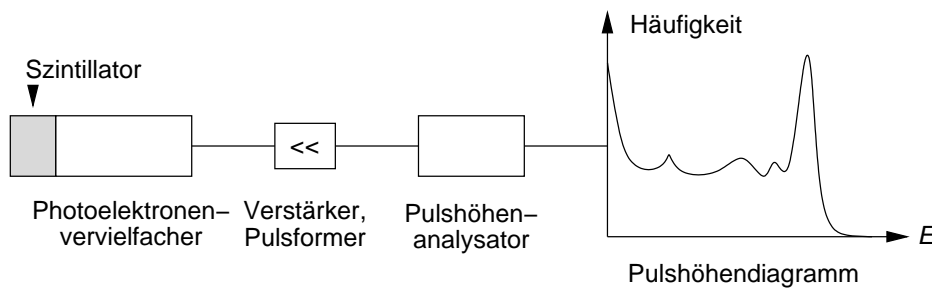 Häufigkeit
Szintillator
<<
Photoelektronen−
vervielfacher
Verstärker,
Pulsformer
Pulshöhen−
analysator
E
Pulshöhendiagramm